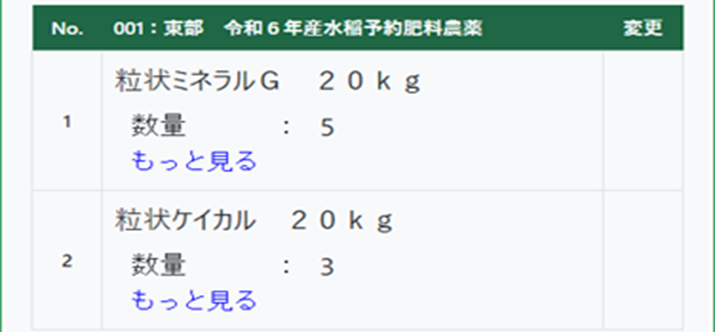 No. 001：東部　令和６年産水稲予約肥料農薬 変更
粒状ミネラルＧ　２０ｋｇ
1
数量 ： 5
もっと見る
粒状ケイカル　２０ｋｇ
2
数量 ： 3
もっと見る